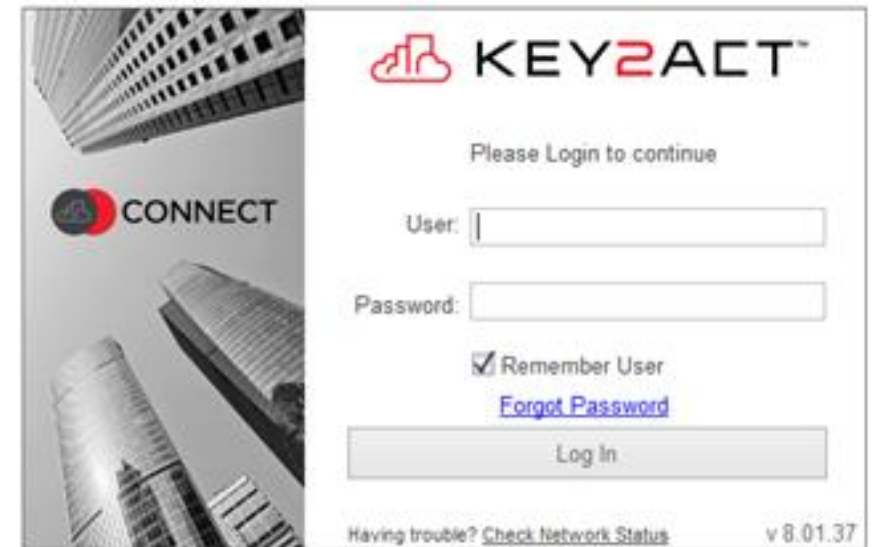 KEY2ACT™
CONNECT
Please Login to continue
User:
Password:
Remember User
Forgot Password
Log In
Having trouble? Check Network Status
v 8.01.37